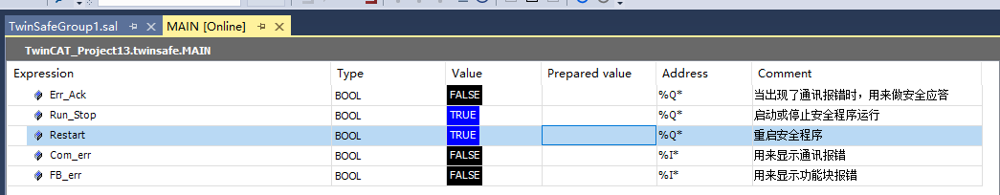 TwinSafeGroup1.sal MAIN [Online]
TwinCAT_Project13.twinsafe.MAIN
Expression Type Value Prepared value Address Comment
Err_Ack BOOL FALSE %Q* 当出现了通讯报错时，用来做安全应答
Run_Stop BOOL TRUE %Q* 启动或停止安全程序运行
Restart BOOL TRUE %Q* 重启安全程序
Com_err BOOL FALSE %I* 用来显示通讯报错
FB_err BOOL FALSE %I* 用来显示功能块报错